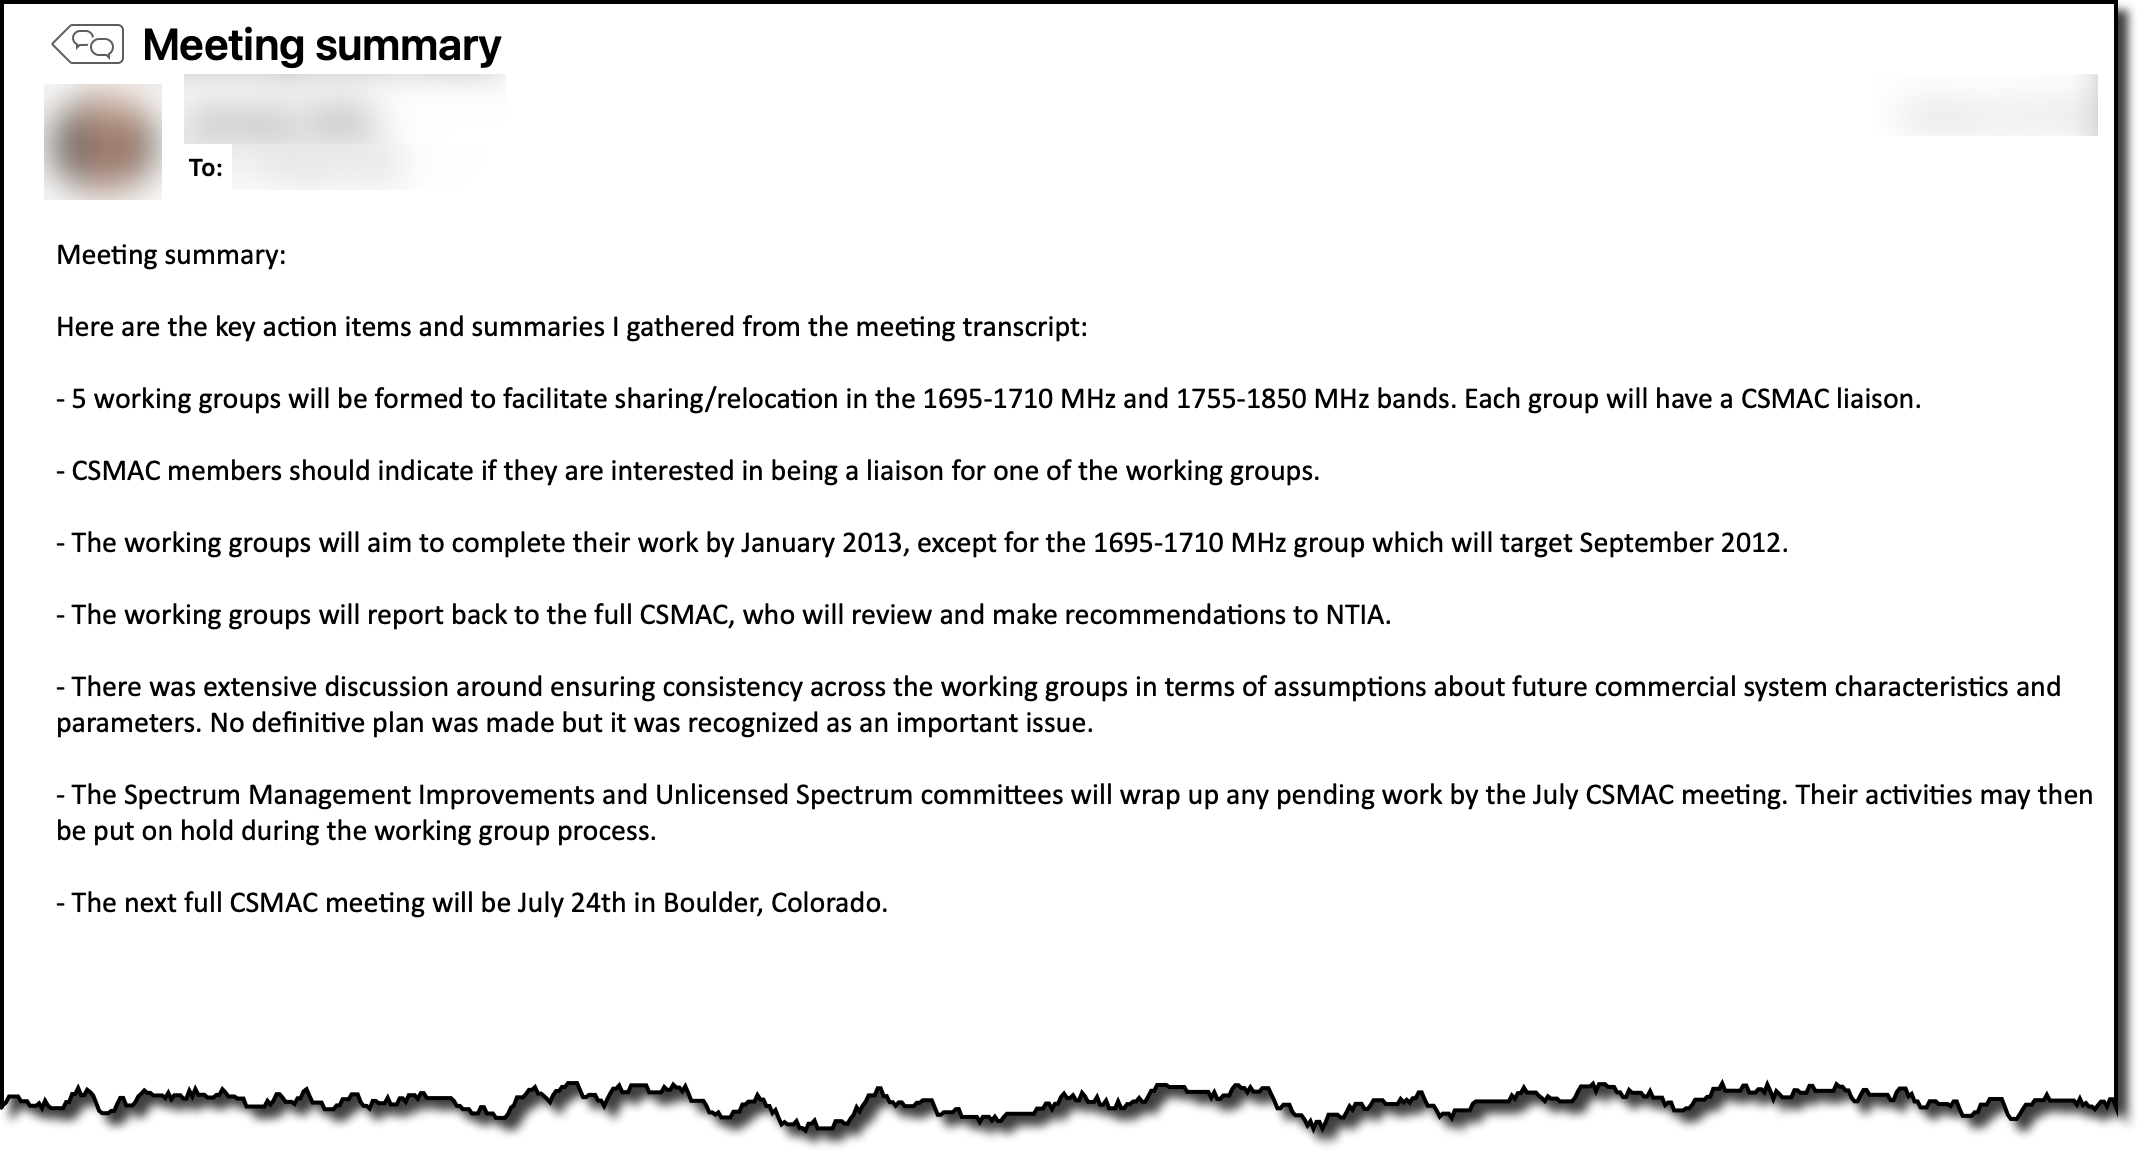 Meeting summary
To:
Meeting summary:
Here are the key action items and summaries I gathered from the meeting transcript:
- 5 working groups will be formed to facilitate sharing/relocation in the 1695-1710 MHz and 1755-1850 MHz bands. Each group will have a CSMAC liaison.
- CSMAC members should indicate if they are interested in being a liaison for one of the working groups.
- The working groups will aim to complete their work by January 2013, except for the 1695-1710 MHz group which will target September 2012.
- The working groups will report back to the full CSMAC, who will review and make recommendations to NTIA.
- There was extensive discussion around ensuring consistency across the working groups in terms of assumptions about future commercial system characteristics and
parameters. No definitive plan was made but it was recognized as an important issue.
- The Spectrum Management Improvements and Unlicensed Spectrum committees will wrap up any pending work by the July CSMAC meeting. Their activities may then
be put on hold during the working group process.
- The next full CSMAC meeting will be July 24th in Boulder, Colorado.